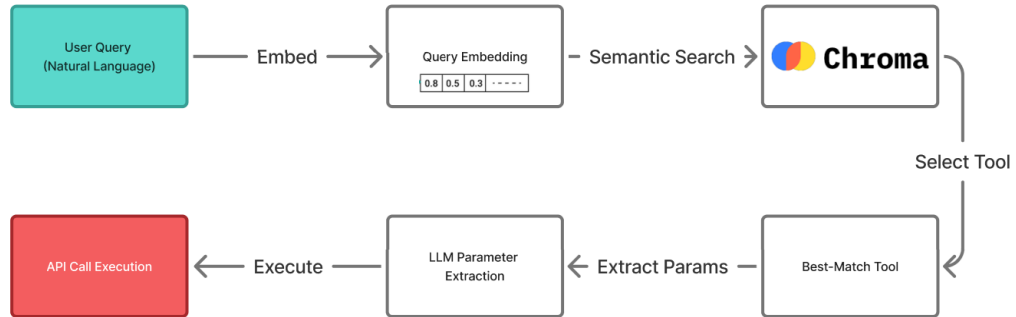 User Query
(Natural Language)
Embed
Query Embedding
0.8 0.5 0.3 -----
Semantic Search
Chroma
Select Tool
Best-Match Tool
Extract Params
LLM Parameter
Extraction
Execute
API Call Execution